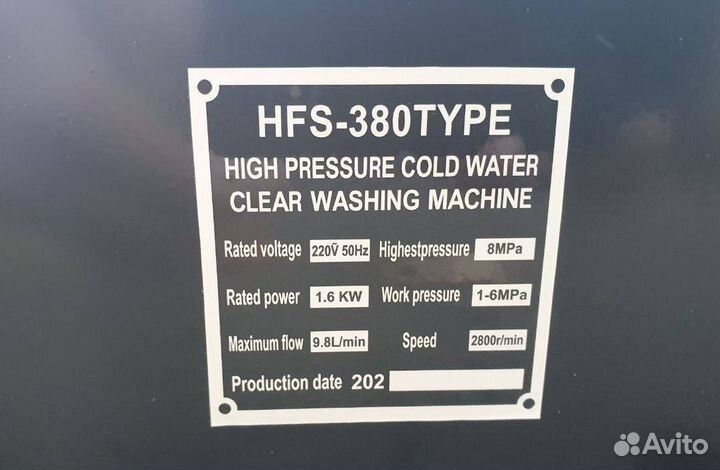 HFS-380TYPE
HIGH PRESSURE COLD WATER
CLEAR WASHING MACHINE
Rated voltage 220V 50Hz Highestpressure 8MPa
Rated power 1.6 KW Work pressure 1-6MPa
Maximum flow 9.8L/min Speed 2800r/min
Production date 202
Avito